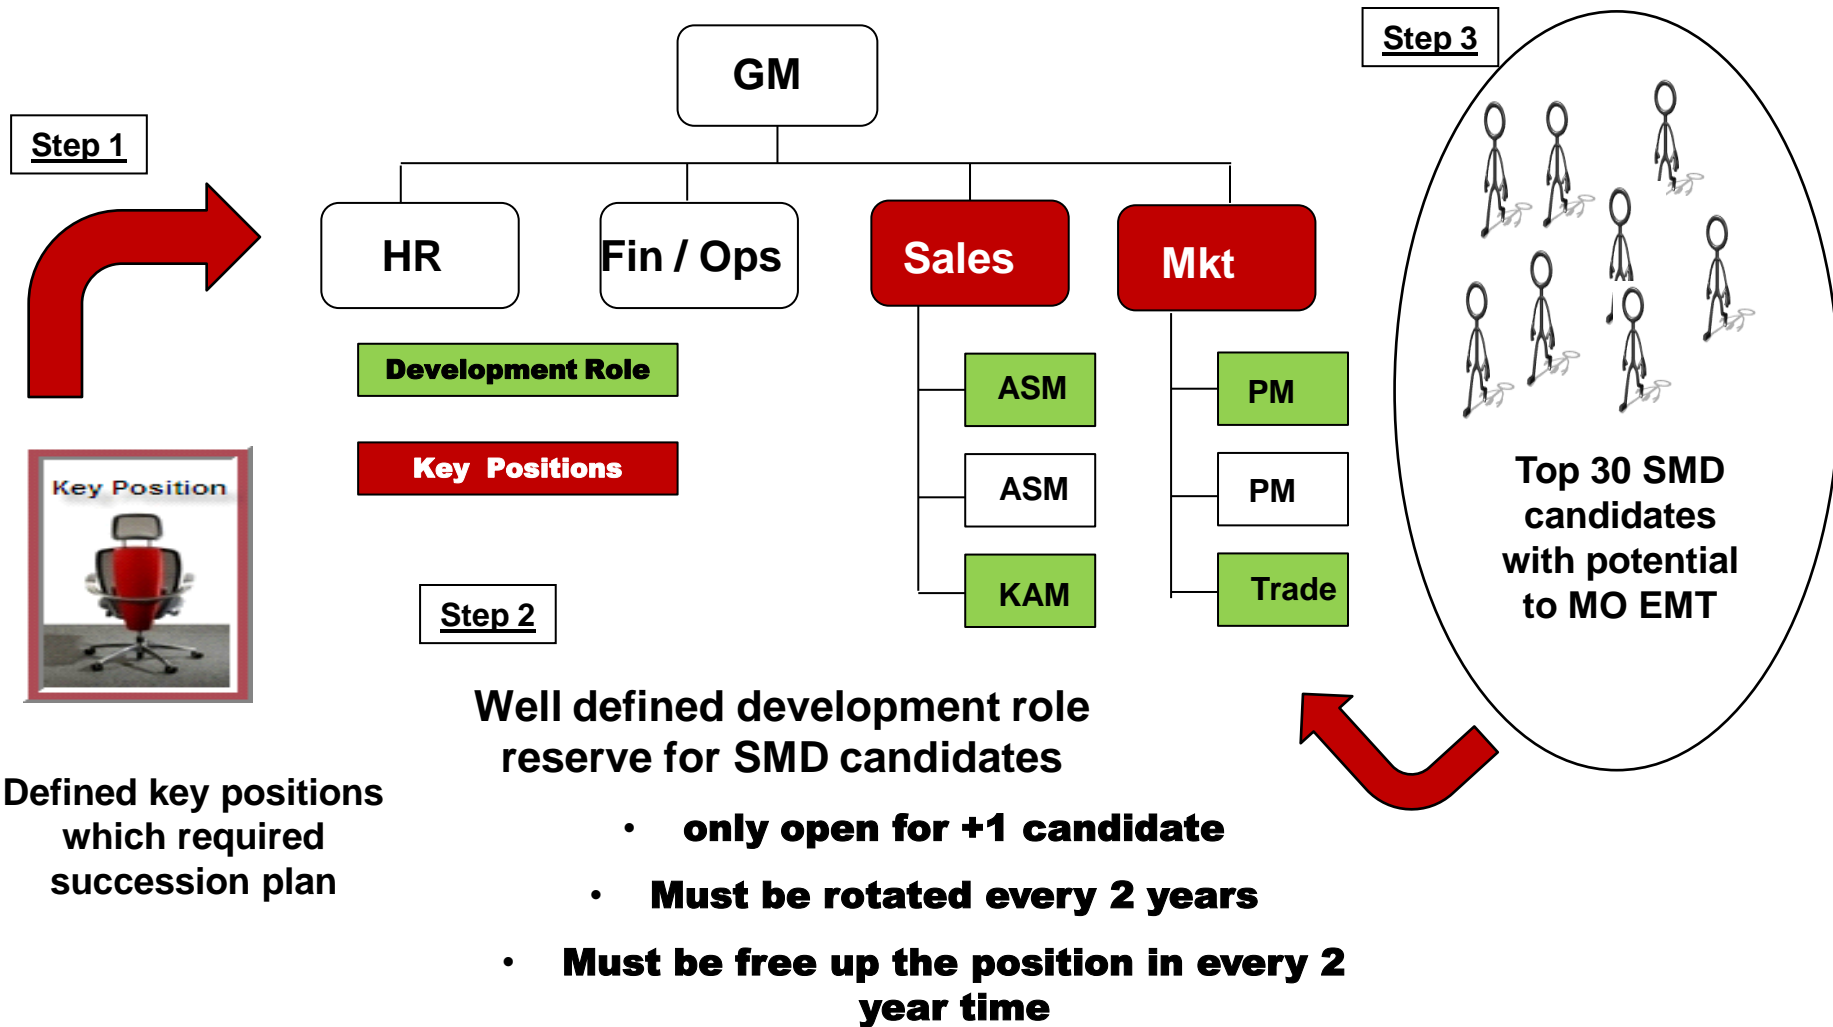 Step 3
GM
Step 1
HR
Fin / Ops
Sales
Mkt
Development Role
Key Positions
ASM
ASM
KAM
PM
PM
Trade
Key Position
Top 30 SMD
candidates
with potential
to MO EMT
Step 2
Well defined development role
reserve for SMD candidates
• only open for +1 candidate
• Must be rotated every 2 years
• Must be free up the position in every 2
year time
Defined key positions
which required
succession plan